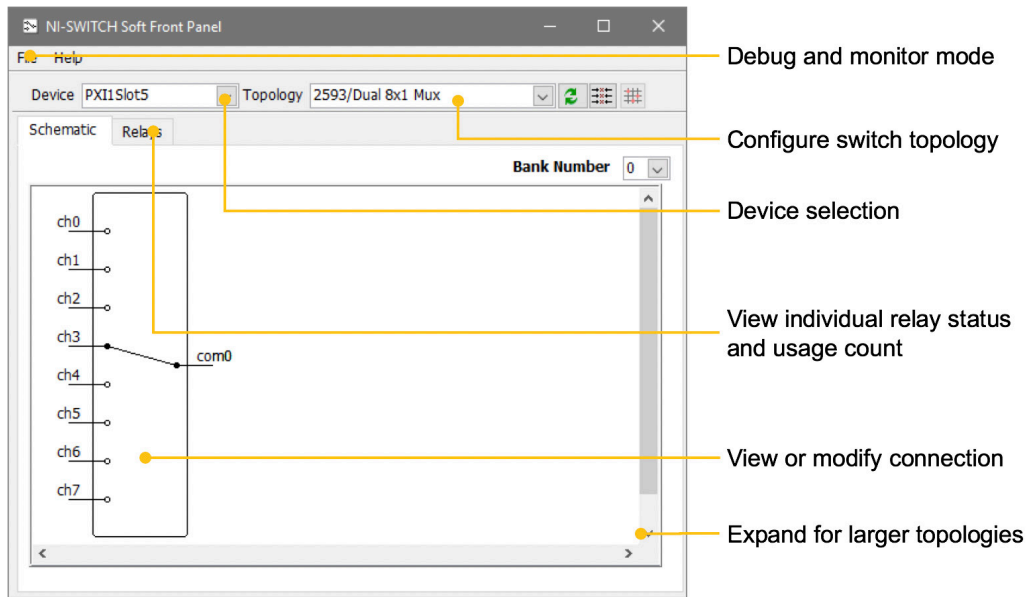 NI-SWITCH Soft Front Panel
File Help
Debug and monitor mode
Device PXI1Slot5 Topology 2593/Dual 8x1 Mux
Configure switch topology
Schematic Relays
Bank Number 0
Device selection
ch0
ch1
ch2
ch3
com0
ch4
ch5
ch6
ch7
View individual relay status
and usage count
View or modify connection
Expand for larger topologies